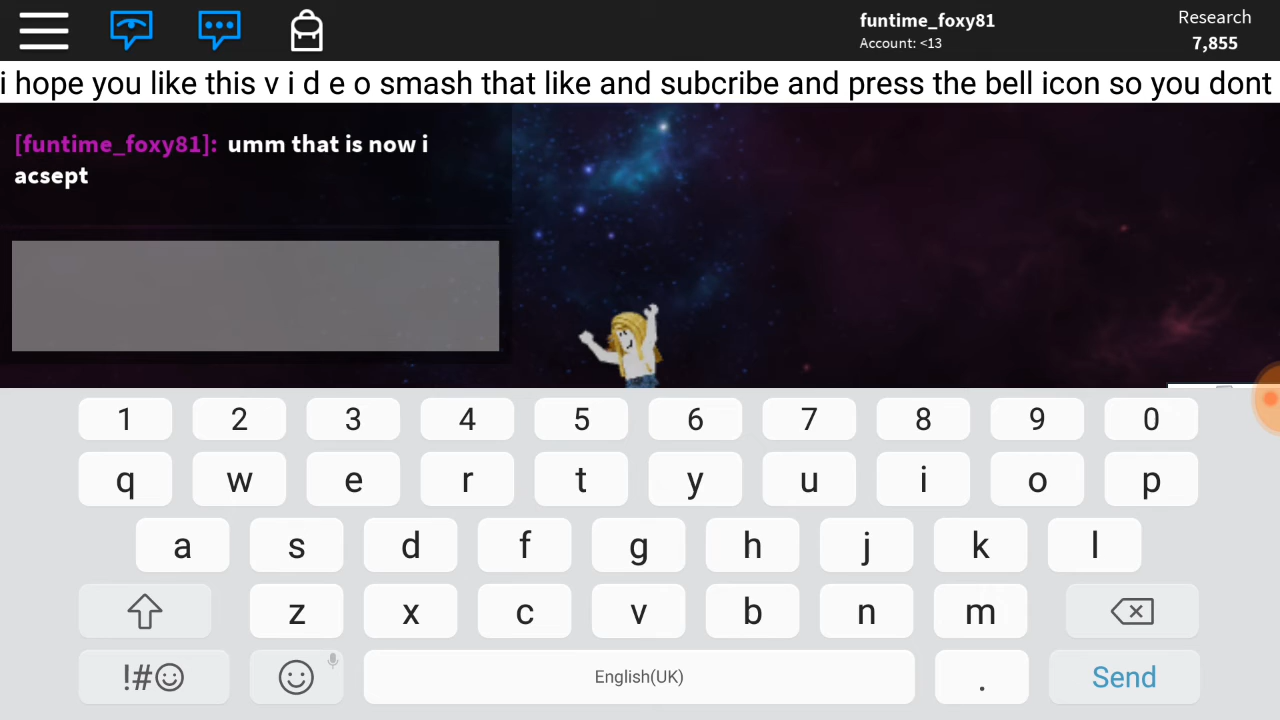 funtime_foxy81
Account: <13
Research
7,855
i hope you like this v i d e o smash that like and subcribe and press the bell icon so you dont
[funtime_foxy81]: umm that is now i
acsept
1 2 3 4 5 6 7 8 9 0
q w e r t y u i o p
a s d f g h j k l
z x c v b n m
!#☺ English(UK) . Send